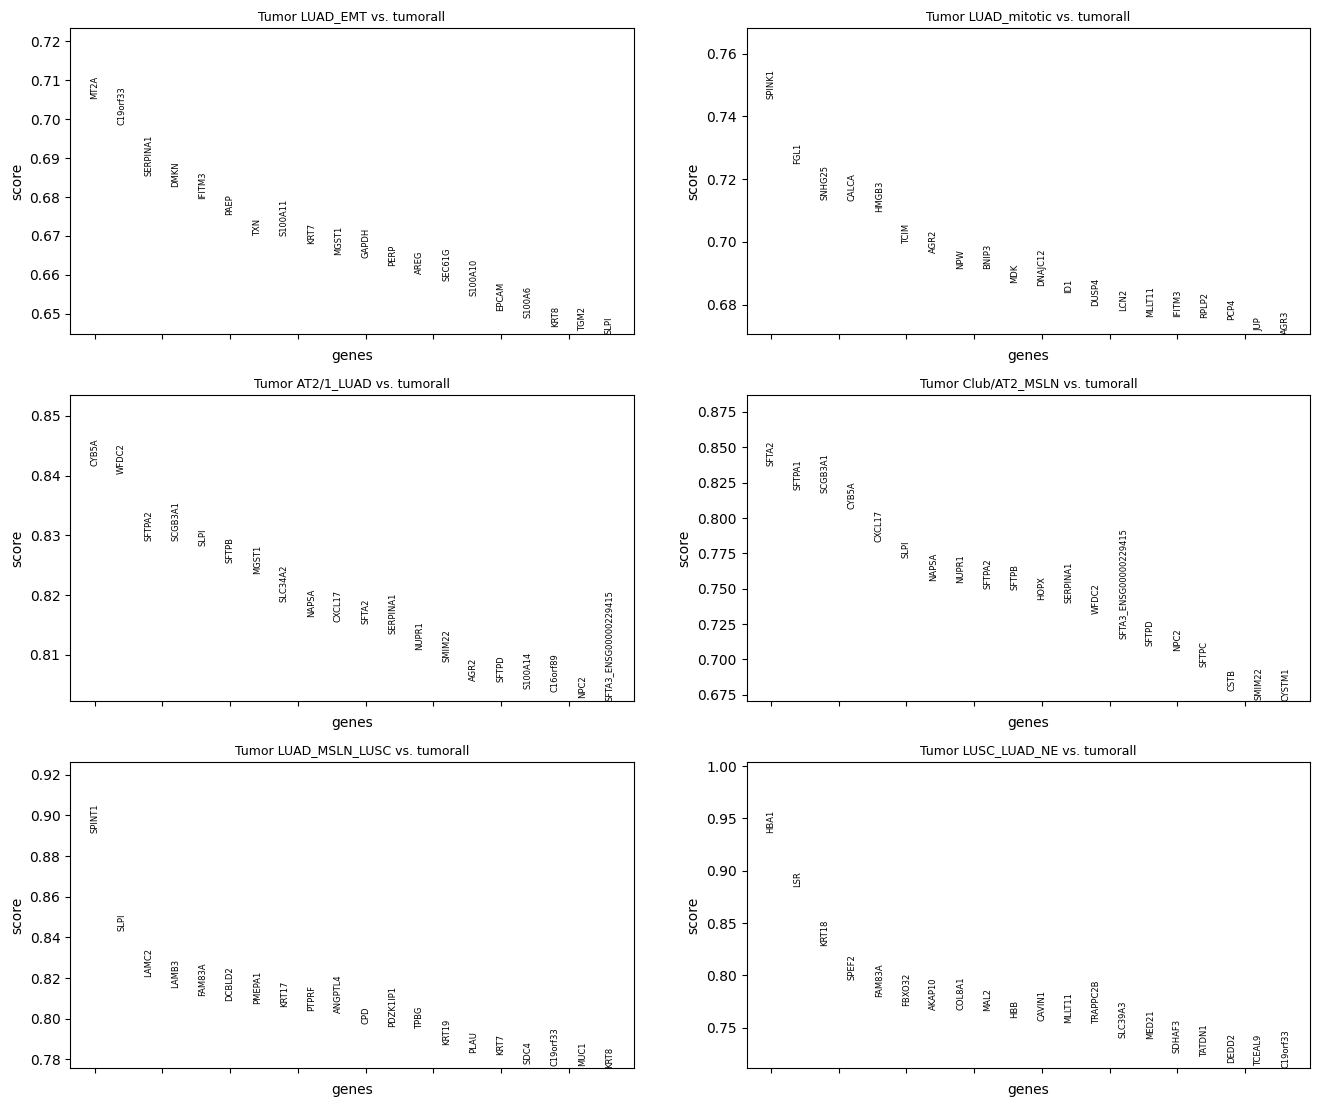 Tumor LUAD_EMT vs. tumorall
score
0.72
0.71
0.70
0.69
0.68
0.67
0.66
0.65
MT2A
C19orf33
SERPINA1
DMKN
IFITM3
PAEP
TXN
S100A11
KRT7
MGST1
GAPDH
PERP
AREG
SEC61G
S100A10
EPCAM
S100A6
KRT8
TGM2
SLPI
genes
Tumor LUAD_mitotic vs. tumorall
score
0.76
0.74
0.72
0.70
0.68
SPINK1
FGL1
SNHG25
CALCA
HMGB3
TCIM
AGR2
NPW
BNIP3
MDK
DNAJC12
ID1
DUSP4
LCN2
MLLT11
IFITM3
RPLP2
PCP4
JUP
AGR3
genes
Tumor AT2/1_LUAD vs. tumorall
score
0.85
0.84
0.83
0.82
0.81
CYB5A
WFDC2
SFTPA2
SCGB3A1
SLPI
SFTPB
MGST1
SLC34A2
NAPSA
CXCL17
SFTA2
SERPINA1
NUPR1
SMIM22
AGR2
SFTPD
S100A14
C16orf89
NPC2
SFTA3_ENSG00000229415
genes
Tumor Club/AT2_MSLN vs. tumorall
score
0.875
0.850
0.825
0.800
0.775
0.750
0.725
0.700
0.675
SFTA2
SFTPA1
SCGB3A1
CYB5A
CXCL17
SLPI
NAPSA
NUPR1
SFTPA2
SFTPB
HOPX
SERPINA1
WFDC2
SFTA3_ENSG00000229415
SFTPD
NPC2
SFTPC
CSTB
SMIM22
CYSTM1
genes
Tumor LUAD_MSLN_LUSC vs. tumorall
score
0.92
0.90
0.88
0.86
0.84
0.82
0.80
0.78
SPINT1
SLPI
LAMC2
LAMB3
FAM83A
DCBLD2
PMEPA1
KRT17
PTPRF
ANGPTL4
CPD
PDZK1IP1
TPBG
KRT19
PLAU
KRT7
SDC4
C19orf33
MUC1
KRT8
genes
Tumor LUSC_LUAD_NE vs. tumorall
score
1.00
0.95
0.90
0.85
0.80
0.75
HBA1
LSR
KRT18
SPEF2
FAM83A
FBXO32
AKAP10
COL8A1
MAL2
HBB
CAVIN1
MLLT11
TRAPPC2B
SLC39A3
MED21
SDHAF3
TATDN1
DEDD2
TCEAL9
C19orf33
genes